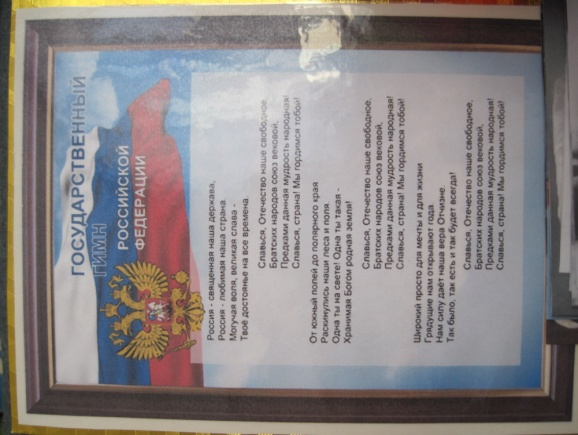 ГОСУДАРСТВЕННЫЙ
ГИМН
РОССИЙСКОЙ
ФЕДЕРАЦИИ
Россия - священная наша держава,
Россия - любимая наша страна.
Могучая воля, великая слава -
Твоё достоянье на все времена.
Славься, Отечество наше свободное,
Братских народов союз вековой,
Предками данная мудрость народная!
Славься, страна! Мы гордимся тобой!
От южный полей до полярного края
Раскинулись наши леса и поля.
Одна ты на свете! Одна ты такая -
Хранимая Богом родная земля!
Славься, Отечество наше свободное,
Братских народов союз вековой,
Предками данная мудрость народная!
Славься, страна! Мы гордимся тобой!
Широкий просто для мечты и для жизни
Грядущие нам открывают года.
Нам силу даёт наша вера Отчизне.
Так было, так есть и так будет всегда!
Славься, Отечество наше свободное,
Братских народов союз вековой,
Предками данная мудрость народная!
Славься, страна! Мы гордимся тобой!